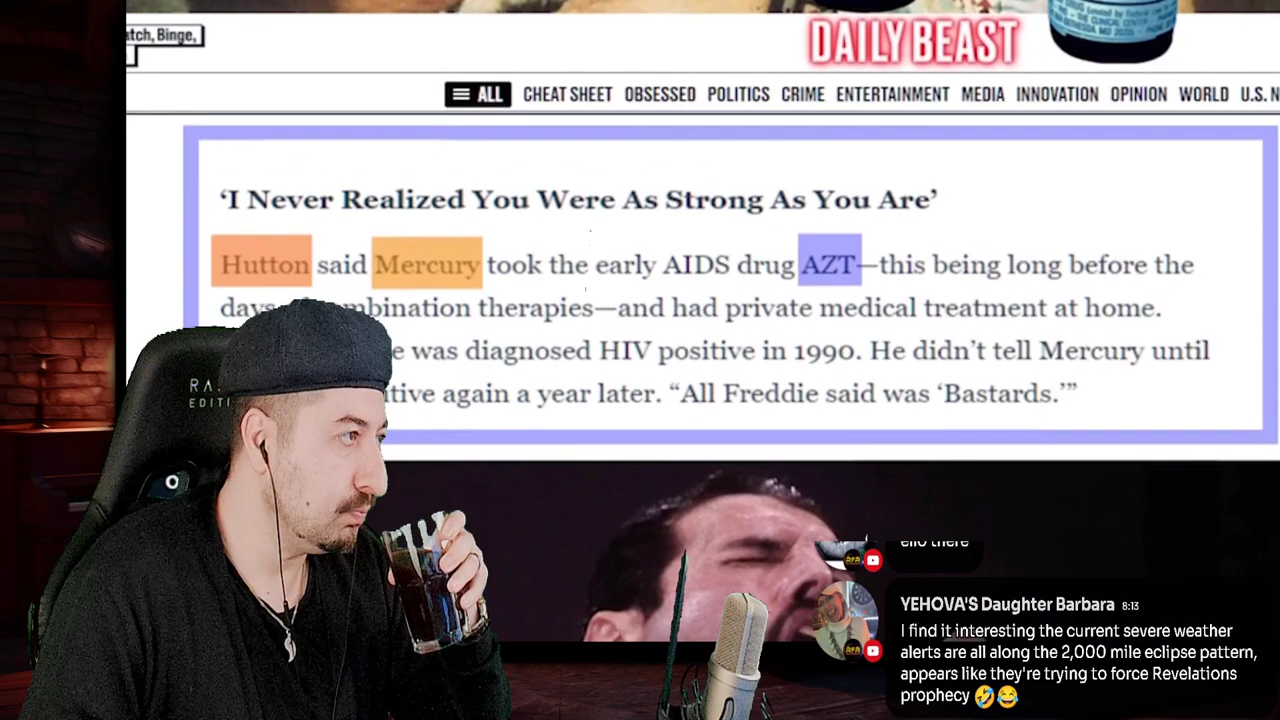 atch, Binge,
DAILY BEAST
ALL CHEAT SHEET OBSESSED POLITICS CRIME ENTERTAINMENT MEDIA INNOVATION OPINION WORLD U.S. N
‘I Never Realized You Were As Strong As You Are’
Hutton said Mercury took the early AIDS drug AZT—this being long before the
days mbination therapies—and had private medical treatment at home.
e was diagnosed HIV positive in 1990. He didn’t tell Mercury until
itive again a year later. “All Freddie said was ‘Bastards.’”
EDITI
ello there
YEHOVA'S Daughter Barbara 8:13
I find it interesting the current severe weather
alerts are all along the 2,000 mile eclipse pattern,
appears like they're trying to force Revelations
prophecy 🤣😂